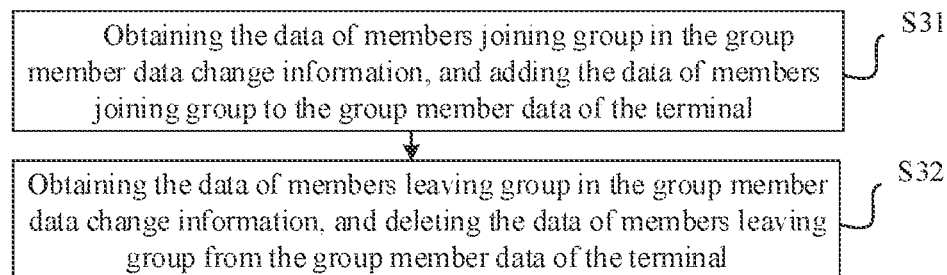 Obtaining the data of members joining group in the group
member data change information, and adding the data of members
joining group to the group member data of the terminal
S31
Obtaining the data of members leaving group in the group member
data change information, and deleting the data of members leaving
group from the group member data of the terminal
S32